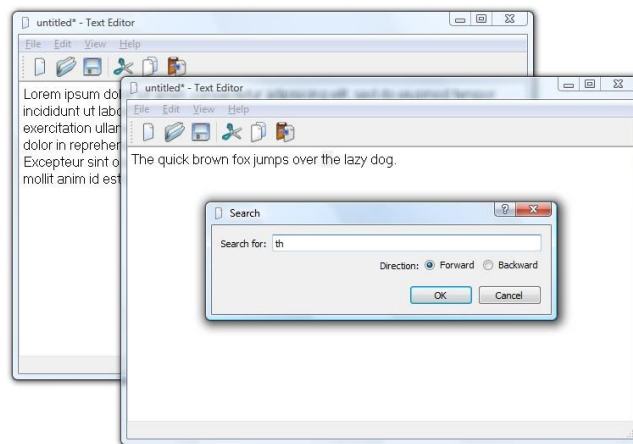 untitled* - Text Editor
File Edit View Help
Lorem ipsum dol
incididunt ut labo
exercitation ullar
dolor in reprehen
Excepteur sint o
mollit anim id est
untitled* - Text Editor
File Edit View Help
The quick brown fox jumps over the lazy dog.
Search
Search for: th
Direction: Forward Backward
OK Cancel